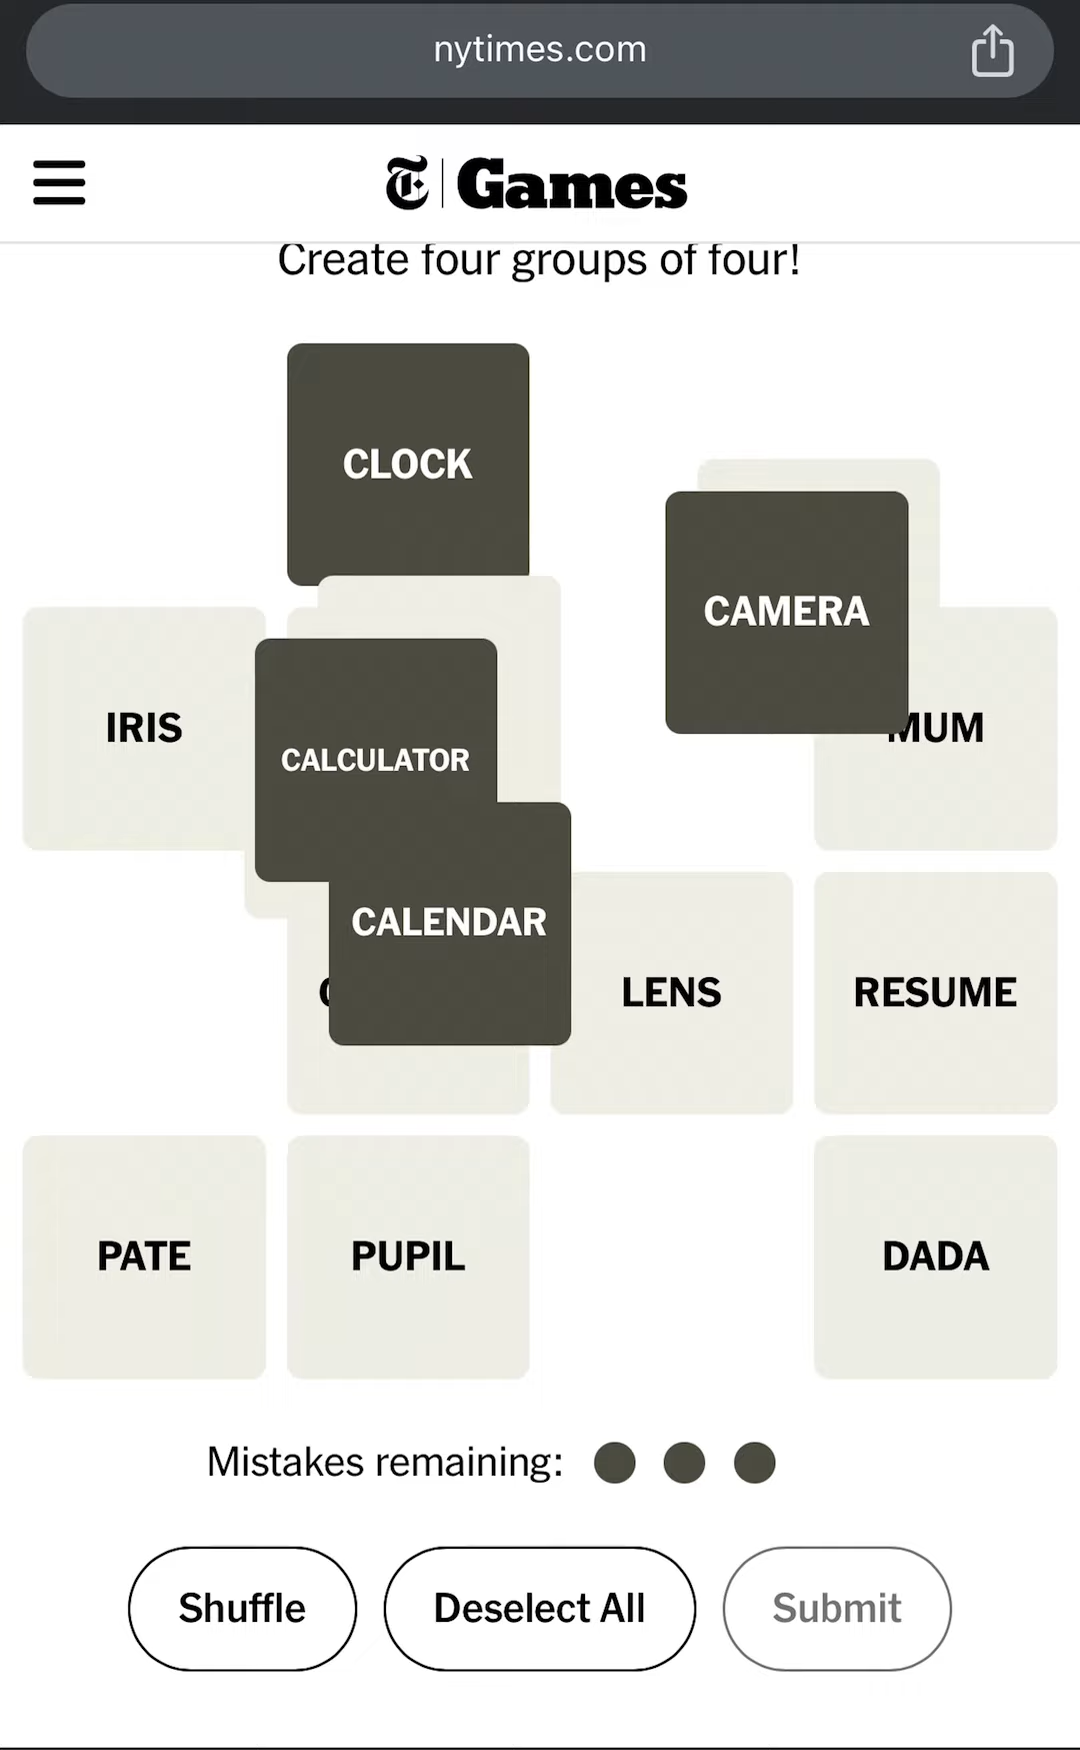 nytimes.com
T Games
Create four groups of four!
CLOCK
CAMERA
IRIS
CALCULATOR
MUM
CALENDAR
LENS
RESUME
PATE
PUPIL
DADA
Mistakes remaining:
Shuffle
Deselect All
Submit